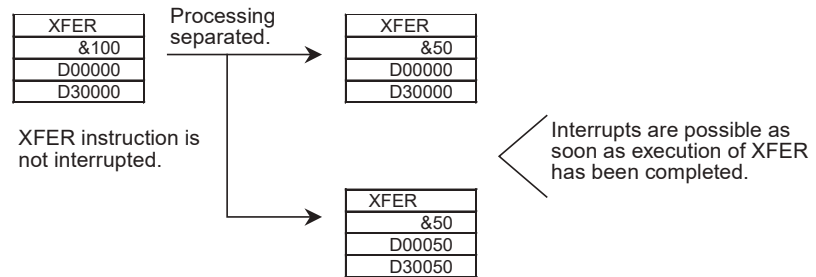 XFER
&100
D00000
D30000
XFER instruction is
not interrupted.
Processing
separated.
XFER
&50
D00000
D30000
XFER
&50
D00050
D30050
Interrupts are possible as
soon as execution of XFER
has been completed.